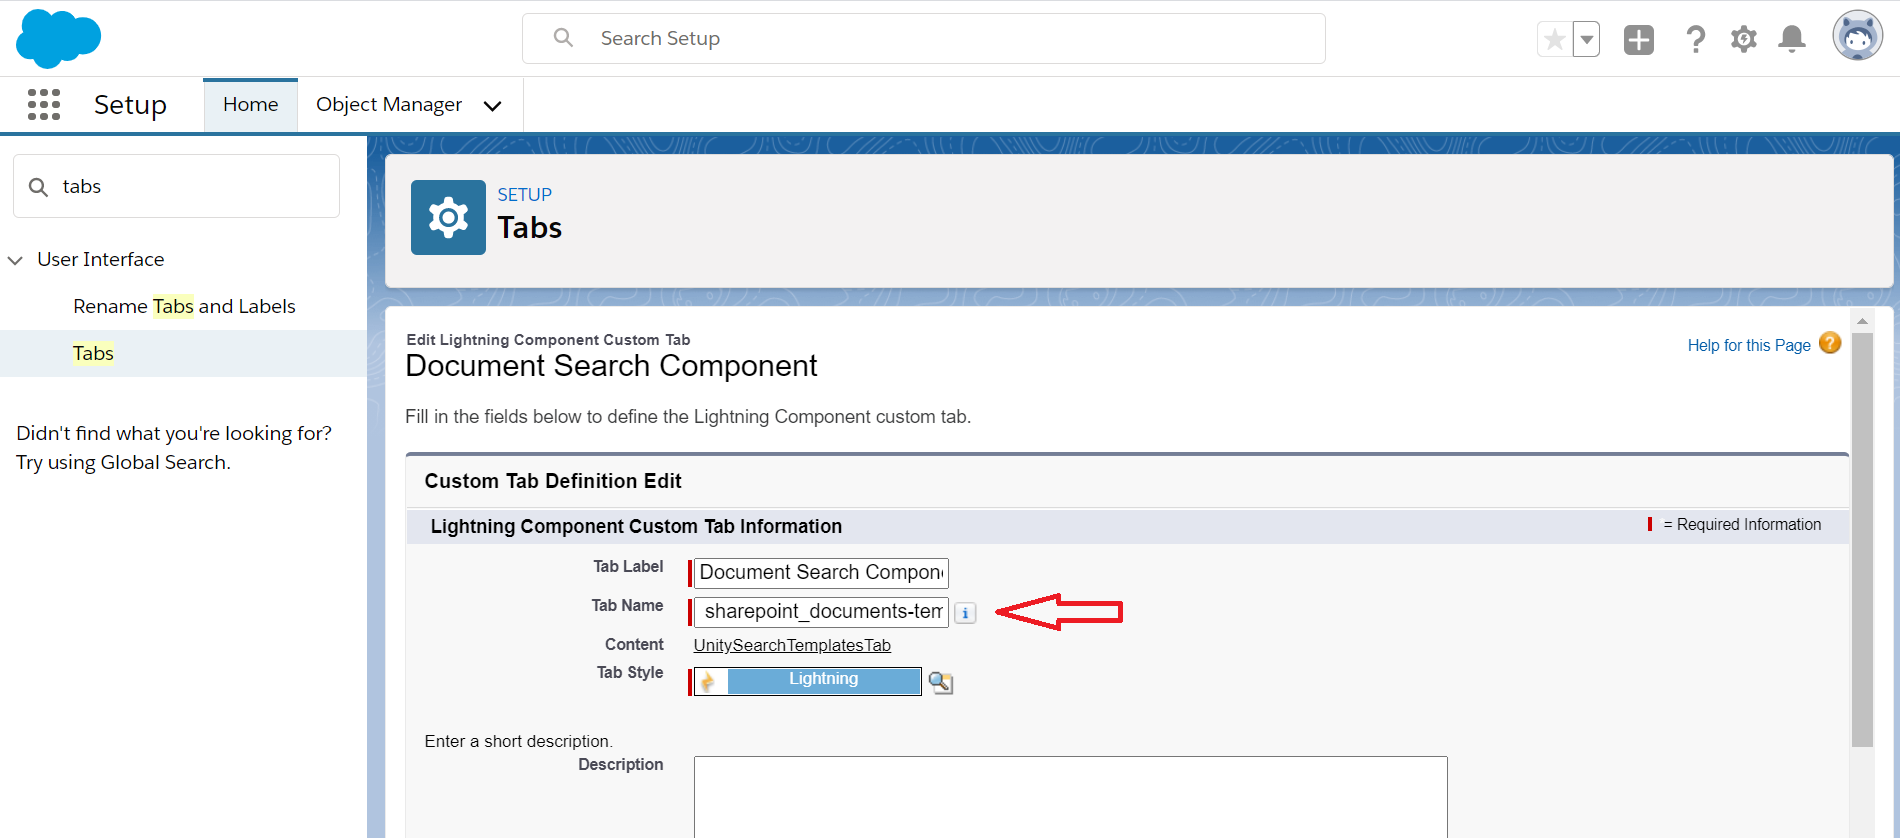 Search Setup
Setup
Home
Object Manager
tabs
User Interface
Rename Tabs and Labels
Tabs
Didn't find what you're looking for?
Try using Global Search.
SETUP
Tabs
Edit Lightning Component Custom Tab
Document Search Component
Help for this Page
Fill in the fields below to define the Lightning Component custom tab.
Custom Tab Definition Edit
Lightning Component Custom Tab Information
= Required Information
Tab Label Document Search Compon
Tab Name sharepoint_documents-tem
Content UnitySearchTemplatesTab
Tab Style Lightning
Enter a short description.
Description